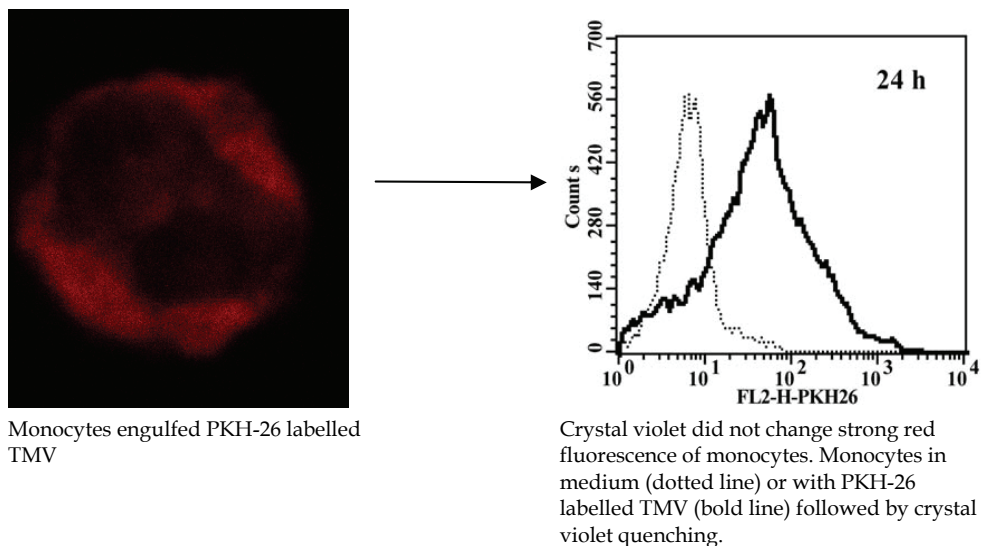 700
560
420
280
140
0
Count s
24 h
10^0 10^1 10^2 10^3 10^4
FL2-H-PKH26
Monocytes engulfed PKH-26 labelled
TMV
Crystal violet did not change strong red
fluorescence of monocytes. Monocytes in
medium (dotted line) or with PKH-26
labelled TMV (bold line) followed by crystal
violet quenching.